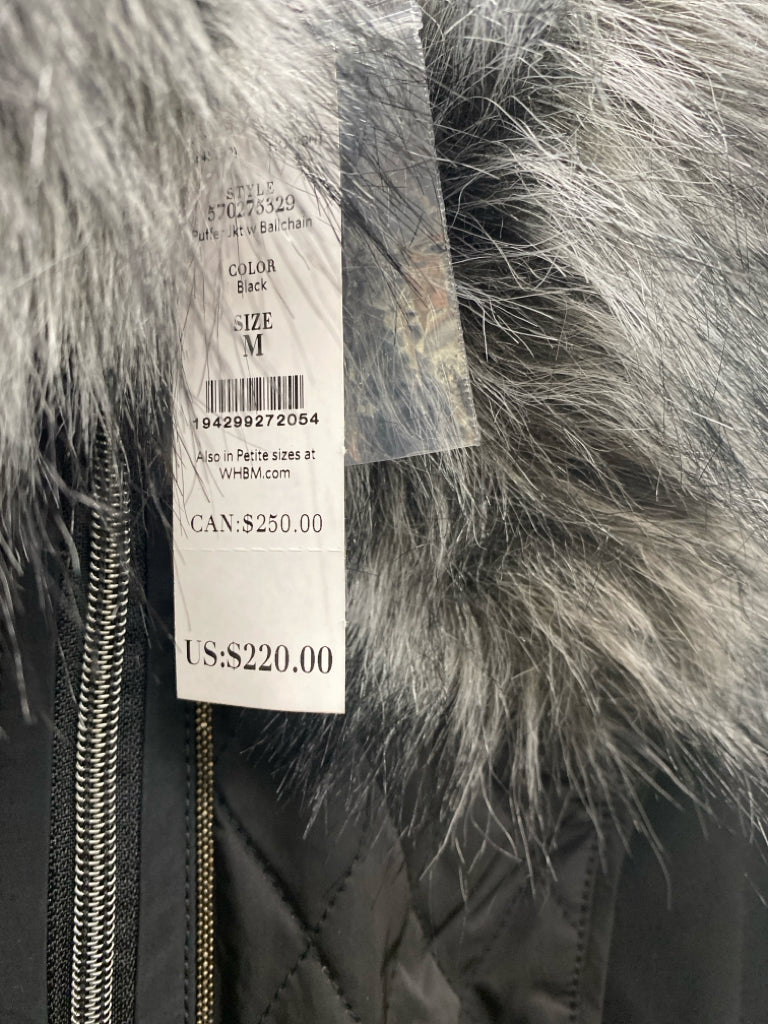 STYLE
570275329
Puffer Jkt w Ballchain
COLOR
Black
SIZE
M
194299272054
Also in Petite sizes at
WHBM.com
CAN:$250.00
US:$220.00